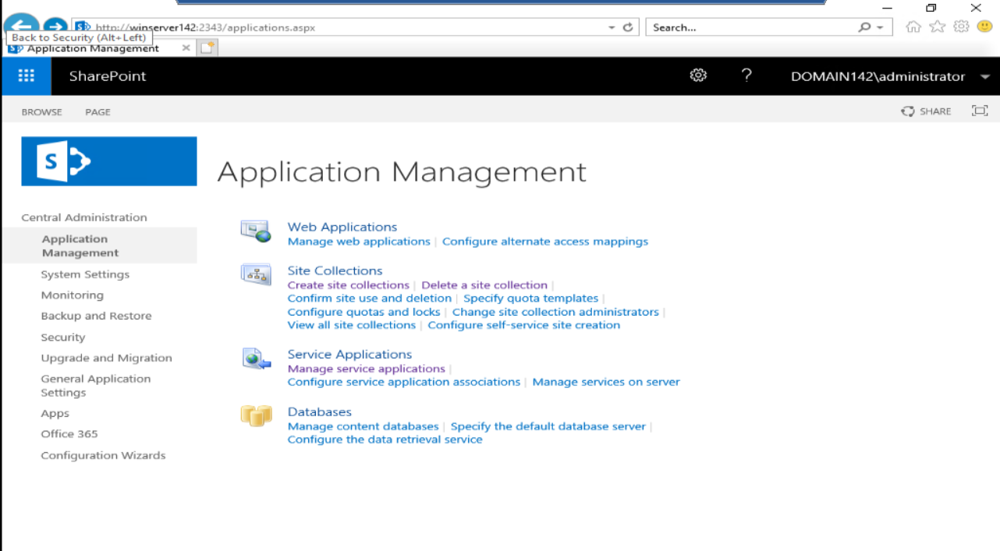 http://winserver142:2343/applications.aspx
Search...
Back to Security (Alt+Left)
Application Management
SharePoint
?
DOMAIN142\administrator
BROWSE PAGE
SHARE
S
Application Management
Central Administration
Application
Management
System Settings
Monitoring
Backup and Restore
Security
Upgrade and Migration
General Application
Settings
Apps
Office 365
Configuration Wizards
Web Applications
Manage web applications | Configure alternate access mappings
Site Collections
Create site collections | Delete a site collection |
Confirm site use and deletion | Specify quota templates |
Configure quotas and locks | Change site collection administrators |
View all site collections | Configure self-service site creation
Service Applications
Manage service applications |
Configure service application associations | Manage services on server
Databases
Manage content databases | Specify the default database server |
Configure the data retrieval service